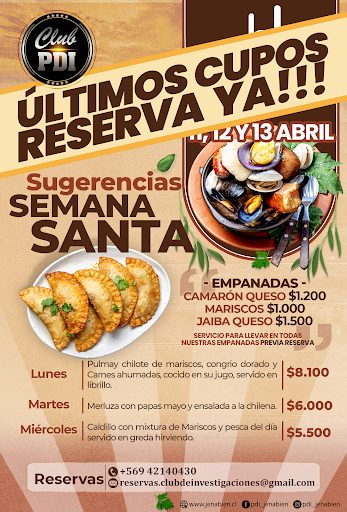 Club
PDI
ÚLTIMOS CUPOS
RESERVA YA!!!
11, 12 Y 13 ABRIL
Sugerencias
SEMANA
SANTA
- EMPANADAS -
CAMARÓN QUESO $1.200
MARISCOS $1.000
JAIBA QUESO $1.500
SERVICIO PARA LLEVAR EN TODAS
NUESTRAS EMPANADAS PREVIA RESERVA
Lunes
Pulmay chilote de mariscos, congrio dorado y
Carnes ahumadas, cocido en su jugo, servido en
librillo.
$8.100
Martes
Merluza con papas mayo y ensalada a la chilena.
$6.000
Miércoles
Caldillo con mixtura de Mariscos y pesca del día
servido en greda hirviendo.
$5.500
Reservas
+569 42140430
reservas.clubdeinvestigaciones@gmail.com
www.jenabien.cl
pdi_jenabien
pdi_jenabien